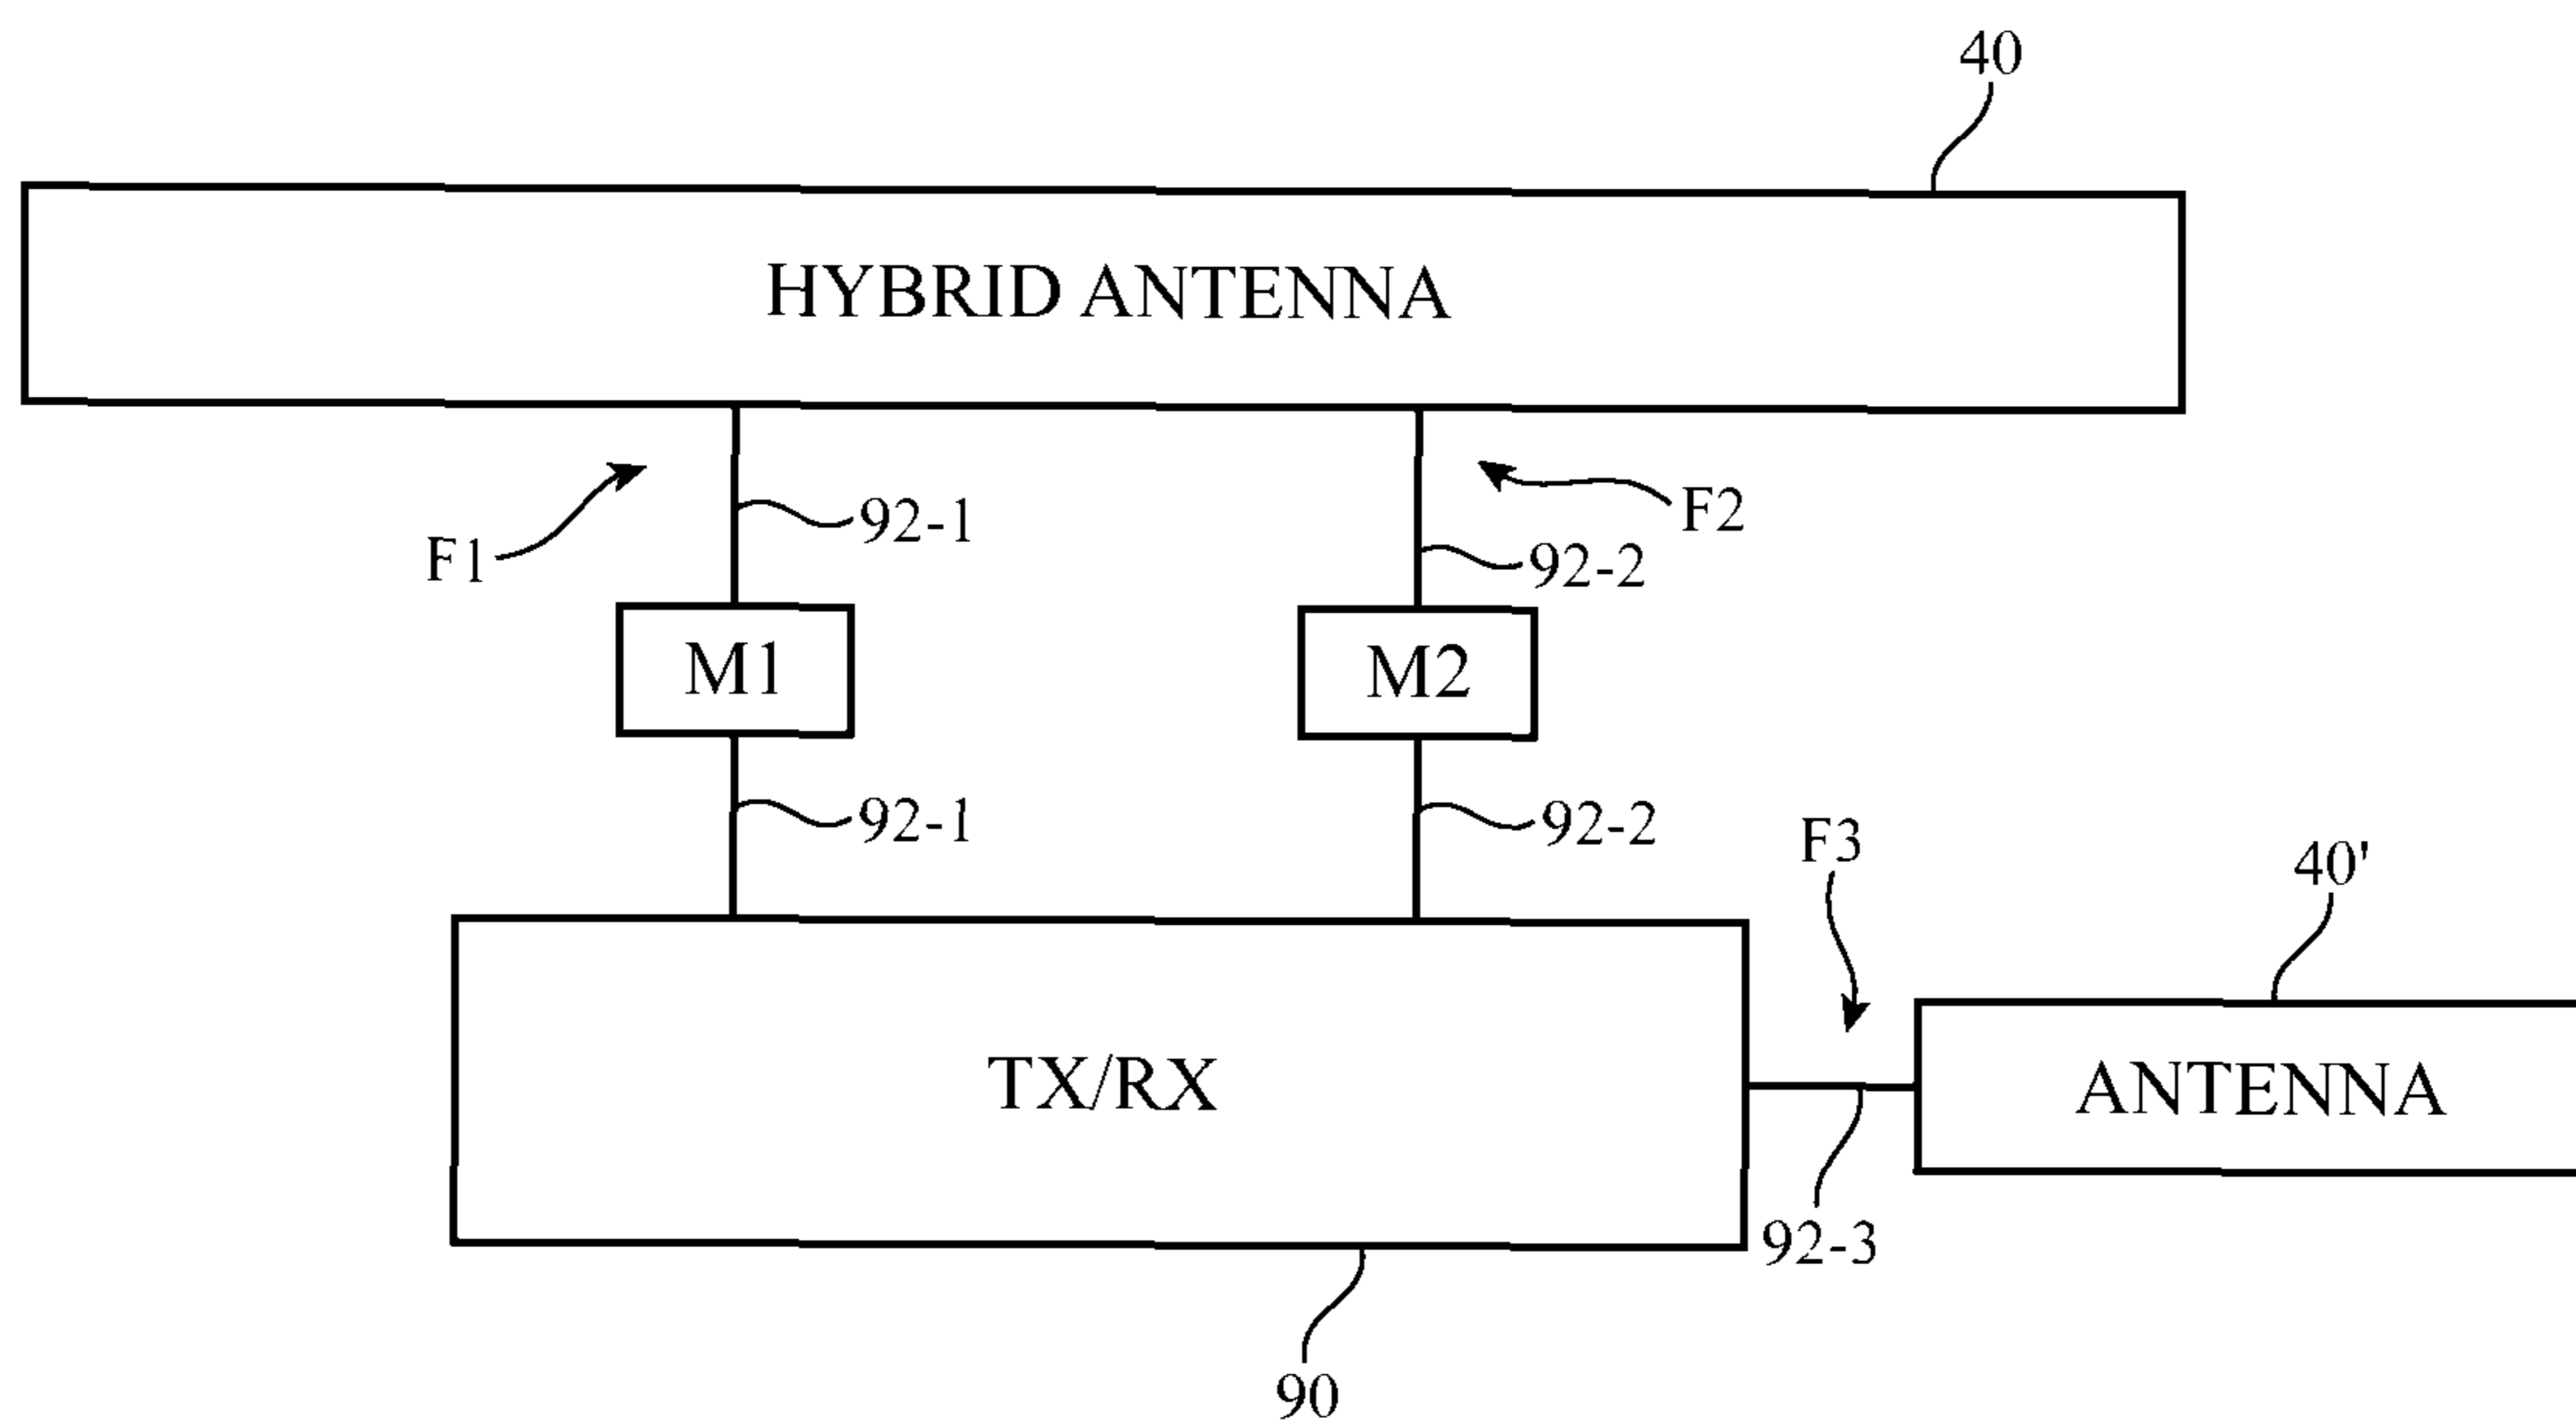 40
HYBRID ANTENNA
F1
92-1
F2
92-2
M1
M2
92-1
92-2
F3
40'
TX/RX
ANTENNA
92-3
90